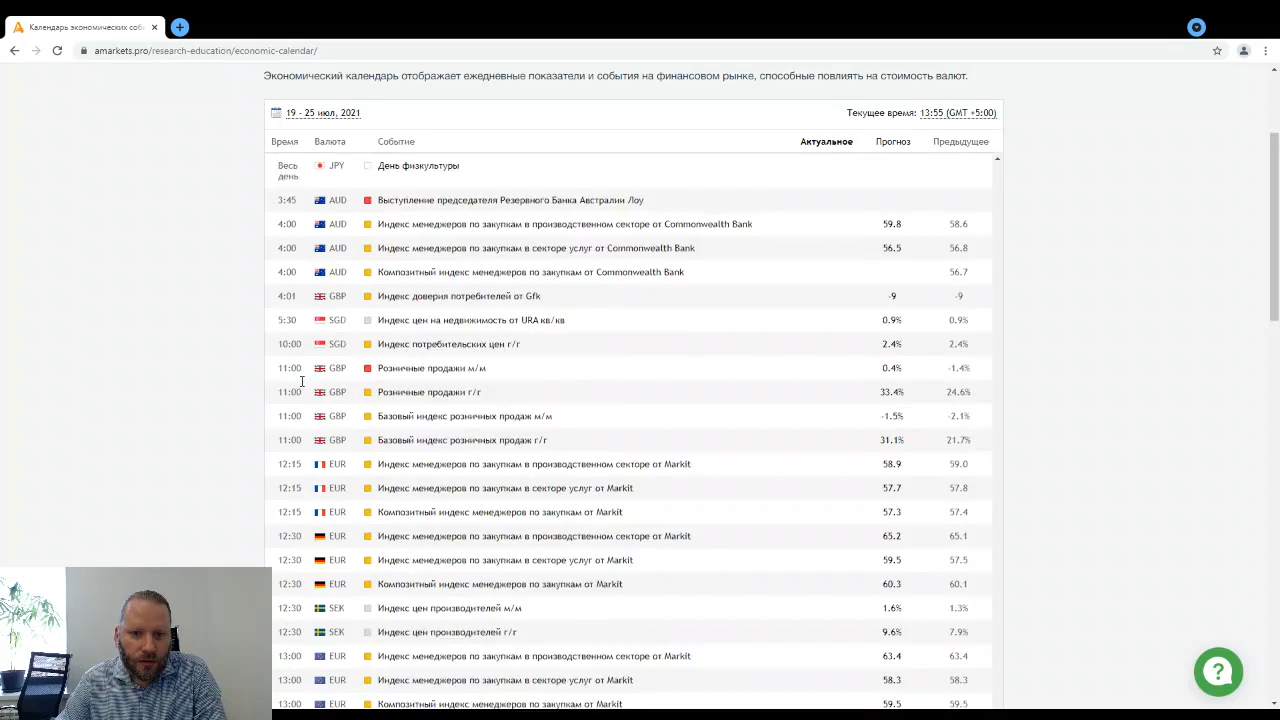 Календарь экономических соб
amarkets.pro/research-education/economic-calendar/
Экономический календарь отображает ежедневные показатели и события на финансовом рынке, способные повлиять на стоимость валют.
19 - 25 июл, 2021 Текущее время: 13:55 (GMT +5:00)
Время Валюта Событие Актуальное Прогноз Предыдущее
Весь день JPY День физкультуры
3:45 AUD Выступление председателя Резервного Банка Австралии Лоу
4:00 AUD Индекс менеджеров по закупкам в производственном секторе от Commonwealth Bank 59.8 58.6
4:00 AUD Индекс менеджеров по закупкам в секторе услуг от Commonwealth Bank 56.5 56.8
4:00 AUD Композитный индекс менеджеров по закупкам от Commonwealth Bank 56.7
4:01 GBP Индекс доверия потребителей от Gfk -9 -9
5:30 SGD Индекс цен на недвижимость от URA кв/кв 0.9% 0.9%
10:00 SGD Индекс потребительских цен г/г 2.4% 2.4%
11:00 GBP Розничные продажи м/м 0.4% -1.4%
11:00 GBP Розничные продажи г/г 33.4% 24.6%
11:00 GBP Базовый индекс розничных продаж м/м -1.5% -2.1%
11:00 GBP Базовый индекс розничных продаж г/г 31.1% 21.7%
12:15 EUR Индекс менеджеров по закупкам в производственном секторе от Markit 58.9 59.0
12:15 EUR Индекс менеджеров по закупкам в секторе услуг от Markit 57.7 57.8
12:15 EUR Композитный индекс менеджеров по закупкам от Markit 57.3 57.4
12:30 EUR Индекс менеджеров по закупкам в производственном секторе от Markit 65.2 65.1
12:30 EUR Индекс менеджеров по закупкам в секторе услуг от Markit 59.5 57.5
12:30 EUR Композитный индекс менеджеров по закупкам от Markit 60.3 60.1
12:30 SEK Индекс цен производителей м/м 1.6% 1.3%
12:30 SEK Индекс цен производителей г/г 9.6% 7.9%
13:00 EUR Индекс менеджеров по закупкам в производственном секторе от Markit 63.4 63.4
13:00 EUR Индекс менеджеров по закупкам в секторе услуг от Markit 58.3 58.3
13:00 EUR Композитный индекс менеджеров по закупкам от Markit 59.5 59.5